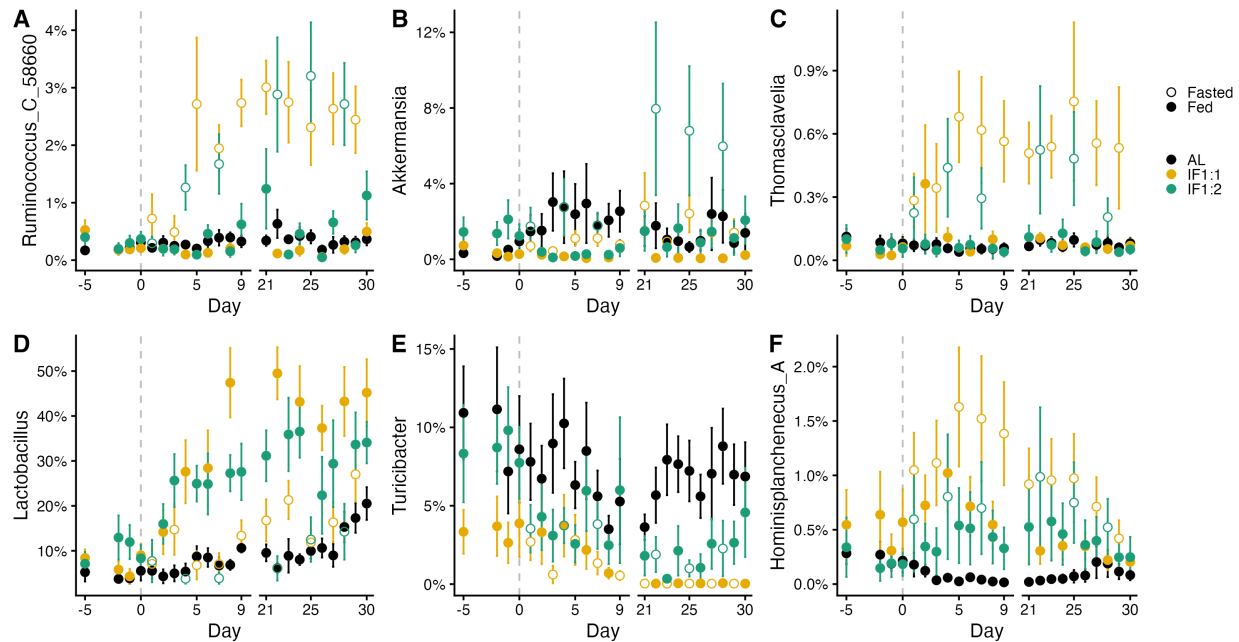 A
Ruminococcus_C_58660
4%
3%
2%
1%
0%
-5 0 5 9 21 25 30
Day
B
Akkermansia
12%
8%
4%
0%
-5 0 5 9 21 25 30
Day
C
Thomasclavelia
0.9%
0.6%
0.3%
0.0%
-5 0 5 9 21 25 30
Day
Fasted
Fed
AL
IF1:1
IF1:2
D
Lactobacillus
50%
40%
30%
20%
10%
-5 0 5 9 21 25 30
Day
E
Turicibacter
15%
10%
5%
0%
-5 0 5 9 21 25 30
Day
F
Hominisplanchenecus_A
2.0%
1.5%
1.0%
0.5%
0.0%
-5 0 5 9 21 25 30
Day